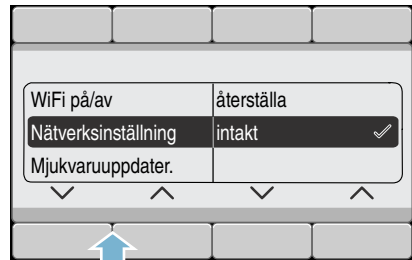 WiFi på/av återställa
Nätverksinställning intakt
Mjukvaruuppdater.